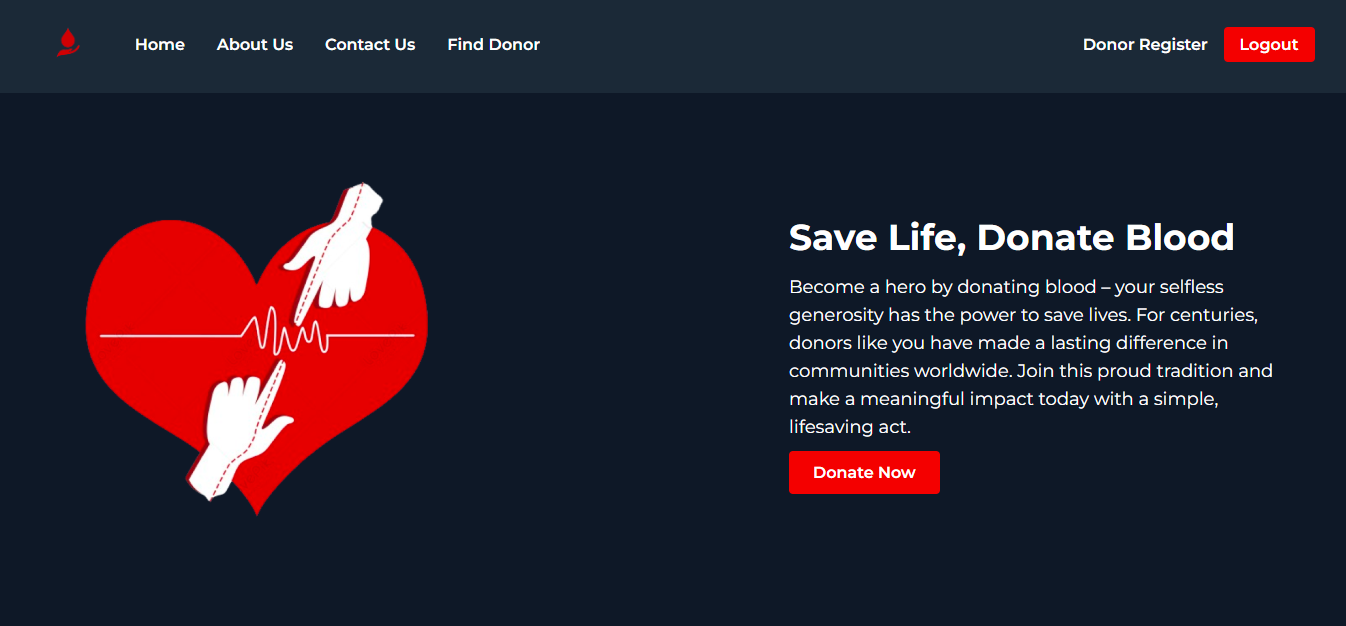 Home
About Us
Contact Us
Find Donor
Donor Register
Logout
Save Life, Donate Blood
Become a hero by donating blood – your selfless
generosity has the power to save lives. For centuries,
donors like you have made a lasting difference in
communities worldwide. Join this proud tradition and
make a meaningful impact today with a simple,
lifesaving act.
Donate Now